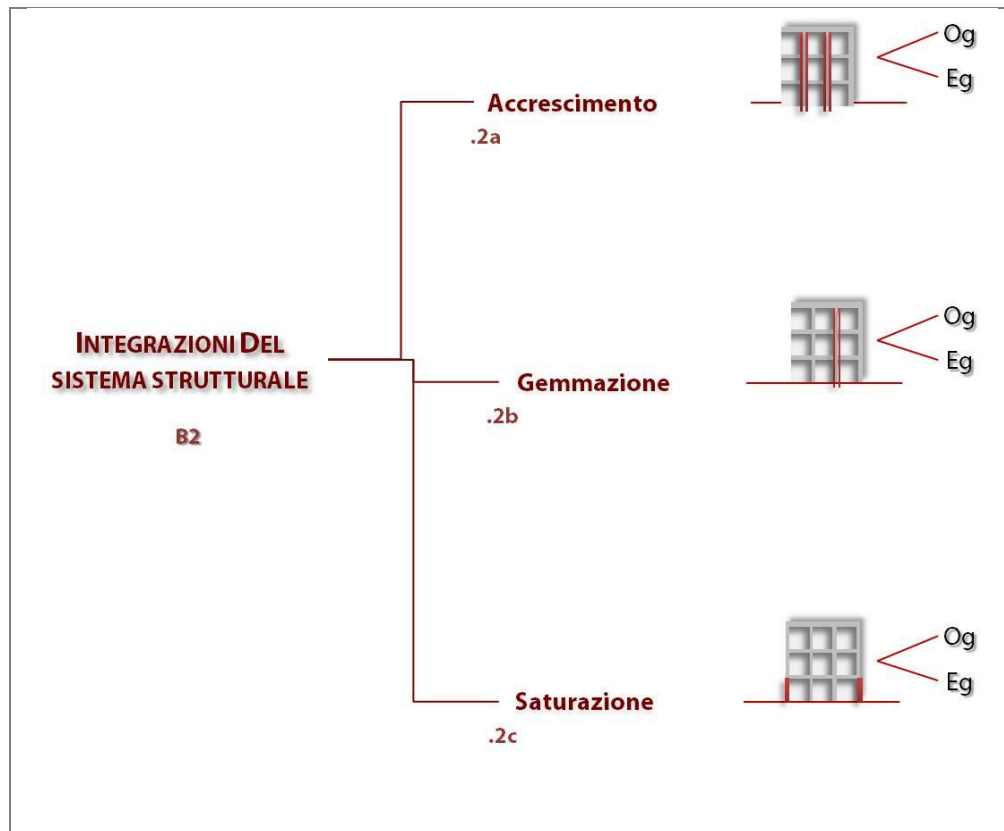 Og
Eg
Accrescimento
.2a
INTEGRAZIONI DEL
SISTEMA STRUTTURALE
B2
Og
Eg
Gemmazione
.2b
Og
Eg
Saturazione
.2c